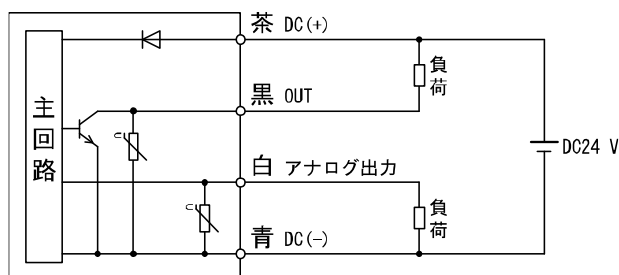 茶 DC(+)
負荷
主回路
黒 OUT
DC24 V
白 アナログ出力
負荷
青 DC(-)